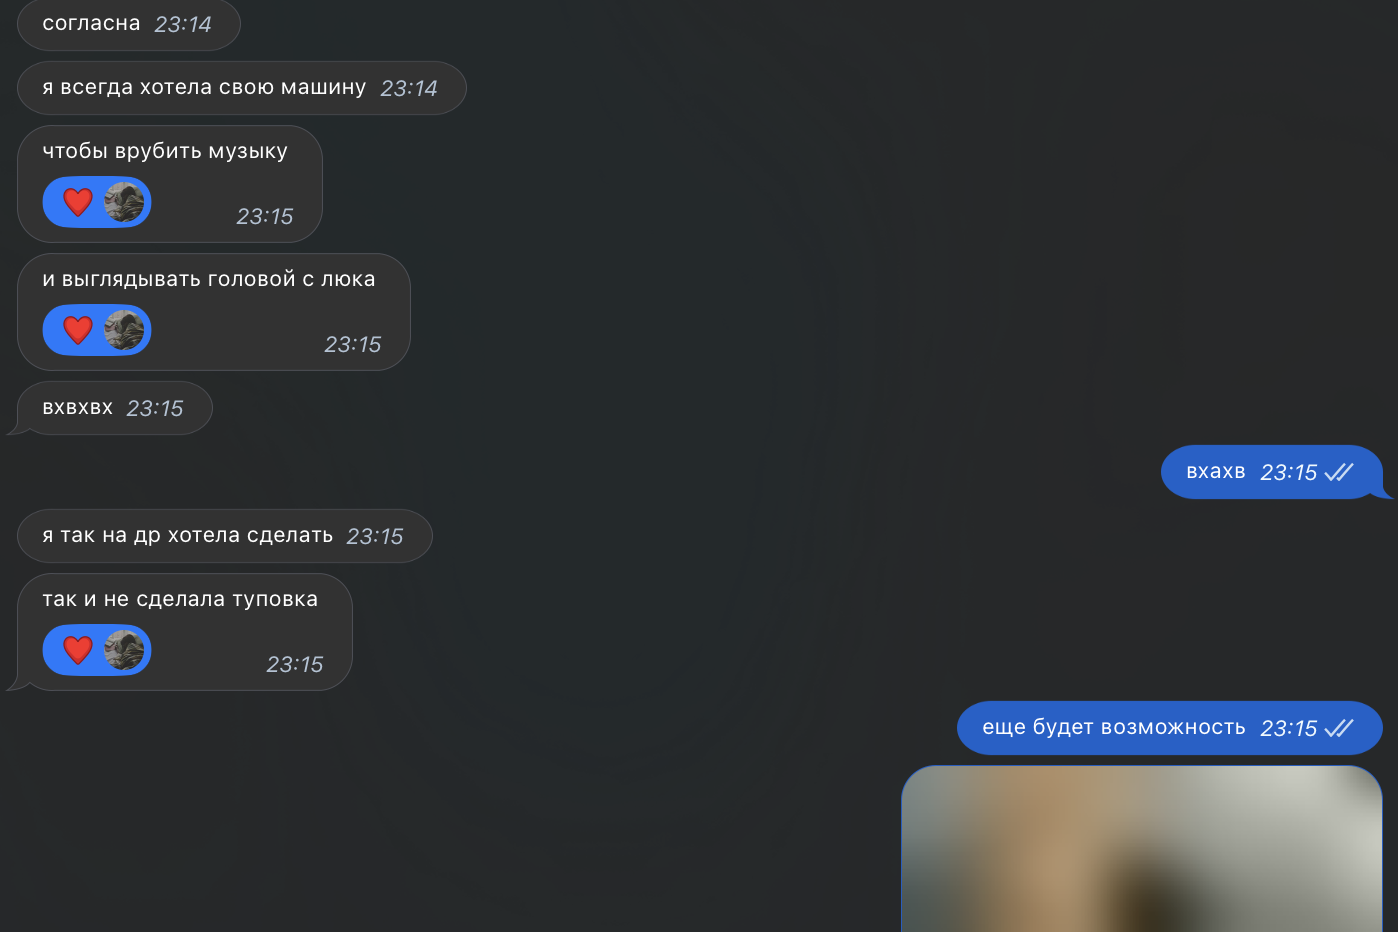 согласна 23:14
я всегда хотела свою машину 23:14
чтобы врубить музыку
23:15
и выглядывать головой с люка
23:15
вхвхвх 23:15
вхахв 23:15
я так на др хотела сделать 23:15
так и не сделала туповка
23:15
еще будет возможность 23:15